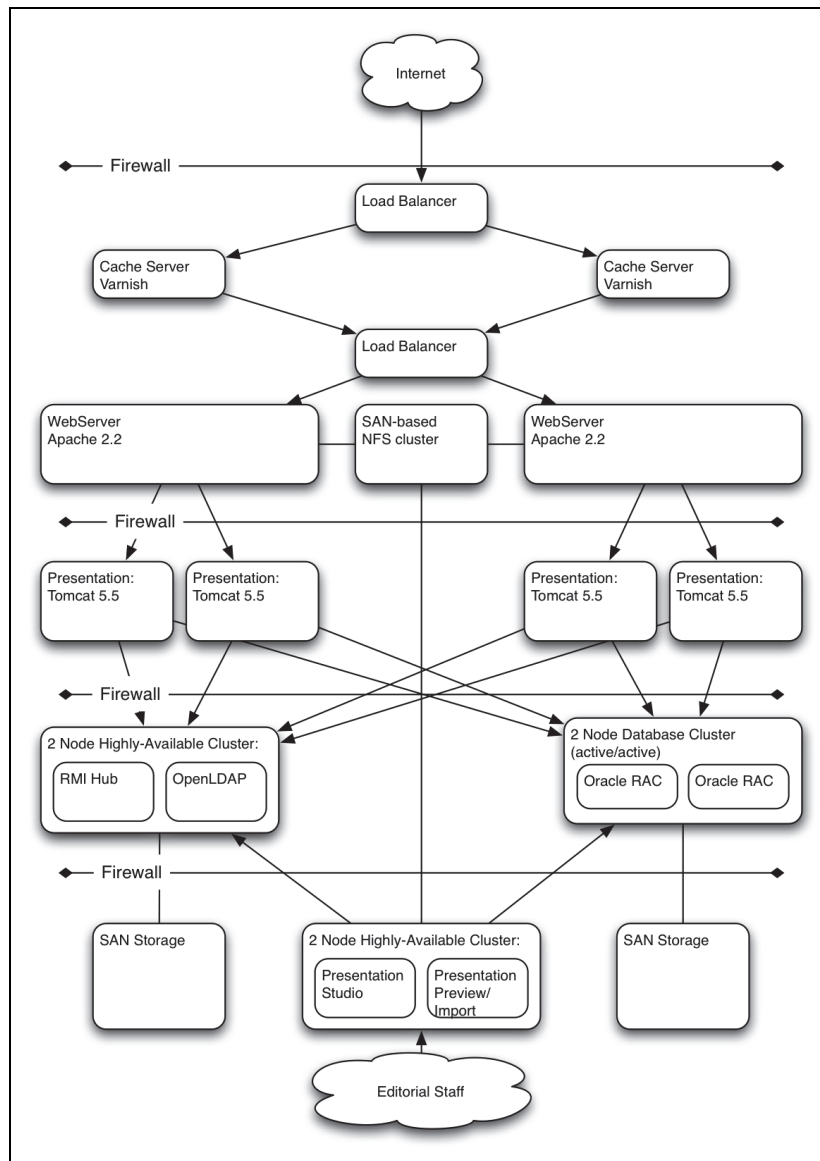 Internet
Firewall
Load Balancer
Cache Server
Varnish
Cache Server
Varnish
Load Balancer
WebServer
Apache 2.2
SAN-based
NFS cluster
WebServer
Apache 2.2
Firewall
Presentation:
Tomcat 5.5
Presentation:
Tomcat 5.5
Presentation:
Tomcat 5.5
Presentation:
Tomcat 5.5
Firewall
2 Node Highly-Available Cluster:
RMI Hub
OpenLDAP
2 Node Database Cluster
(active/active)
Oracle RAC
Oracle RAC
Firewall
SAN Storage
2 Node Highly-Available Cluster:
Presentation
Studio
Presentation
Preview/
Import
SAN Storage
Editorial Staff